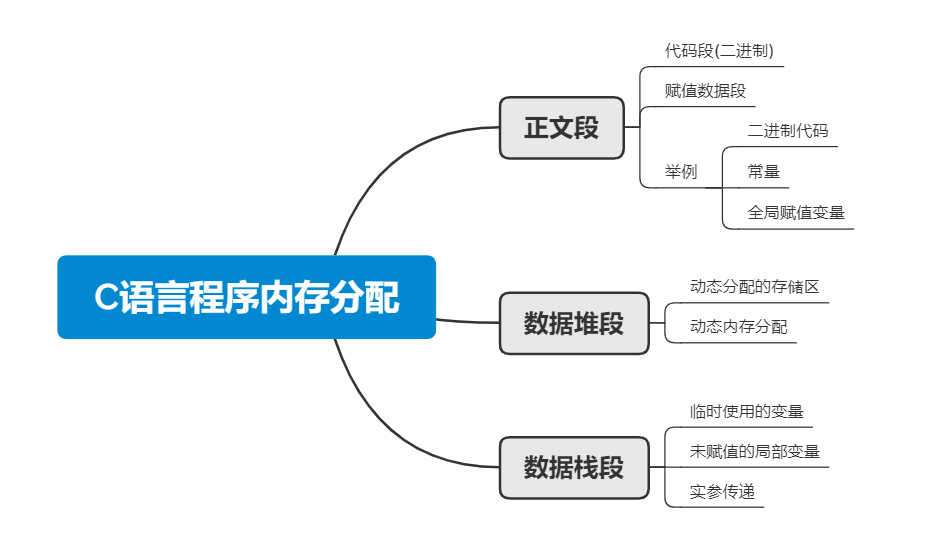 代码段(二进制)
赋值数据段
正文段
二进制代码
举例
常量
全局赋值变量
C语言程序内存分配
动态分配的存储区
数据堆段
动态内存分配
临时使用的变量
未赋值的局部变量
数据栈段
实参传递